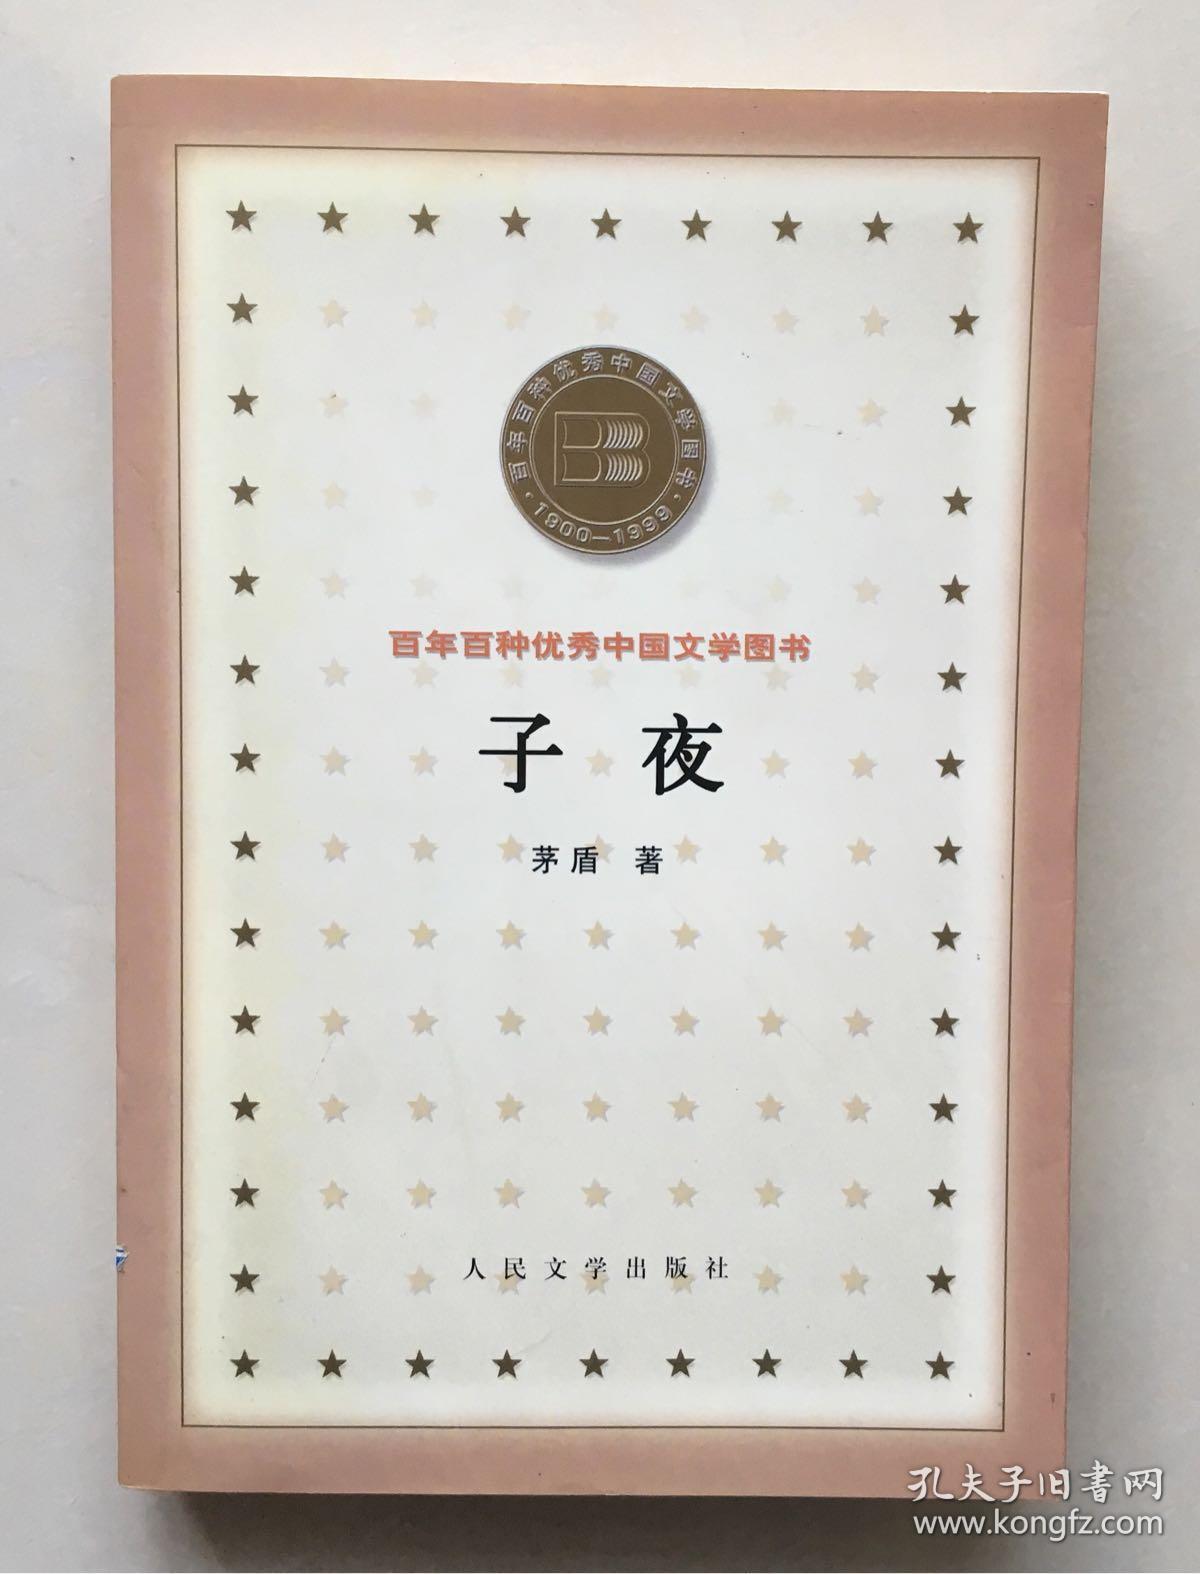 百年百种优秀中国文学图书
·1900—1999·
百年百种优秀中国文学图书
子夜
茅盾 著
人民文学出版社
孔夫子旧书网
www.kongfz.com